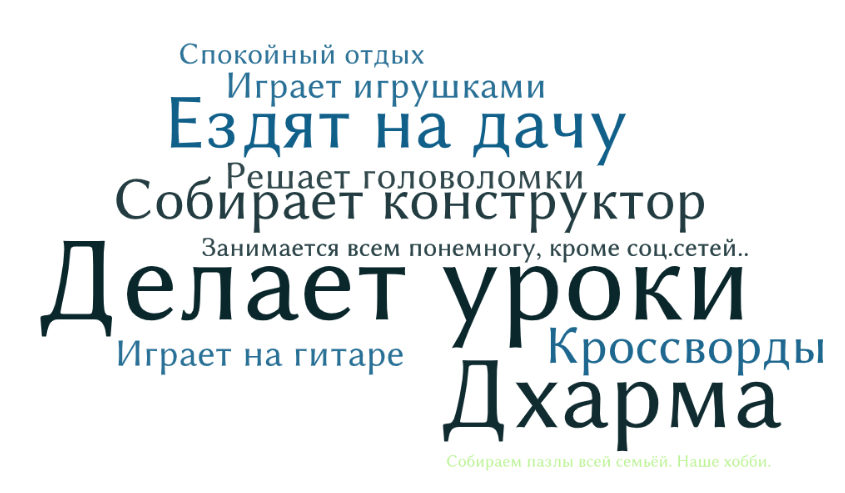 Спокойный отдых
Играет игрушками
Ездят на дачу
Решает головоломки
Собирает конструктор
Занимается всем понемногу, кроме соц.сетей..
Делает уроки
Кроссворды
Играет на гитаре
Дхарма
Собираем пазлы всей семьёй. Наше хобби.